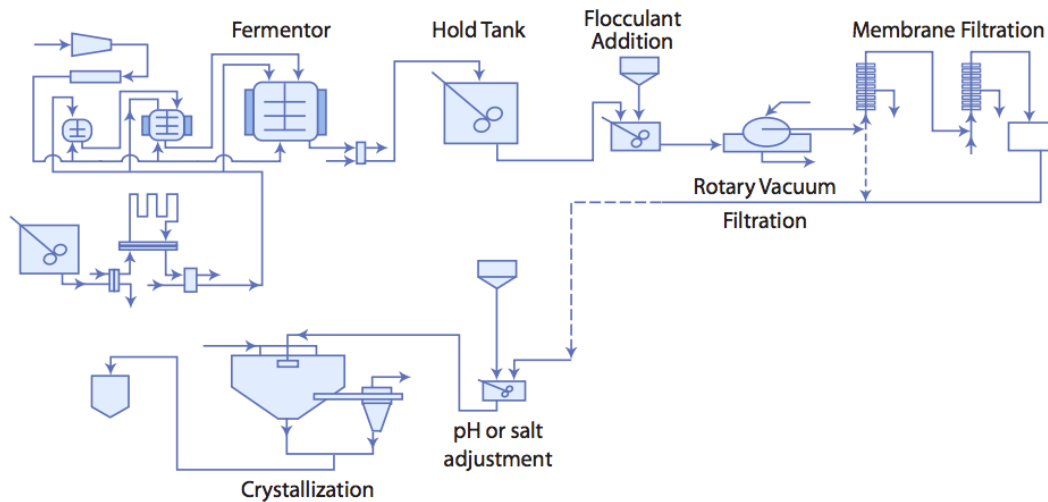 Fermentor
Hold Tank
Flocculant
Addition
Membrane Filtration
Rotary Vacuum
Filtration
pH or salt
adjustment
Crystallization